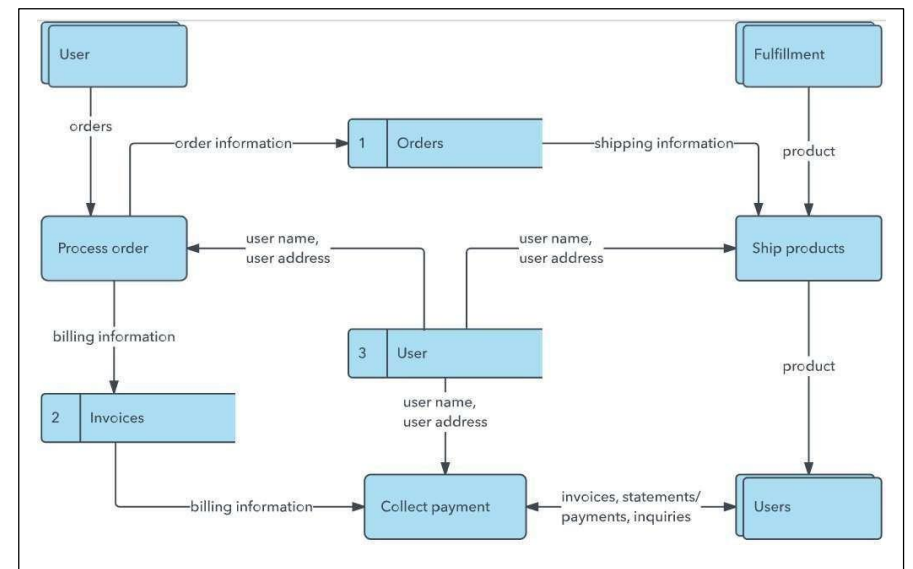 User
Fulfillment
orders
order information
1 Orders
shipping information
product
Process order
user name,
user address
user name,
user address
Ship products
billing information
3 User
product
2 Invoices
user name,
user address
billing information
Collect payment
invoices, statements/
payments, inquiries
Users